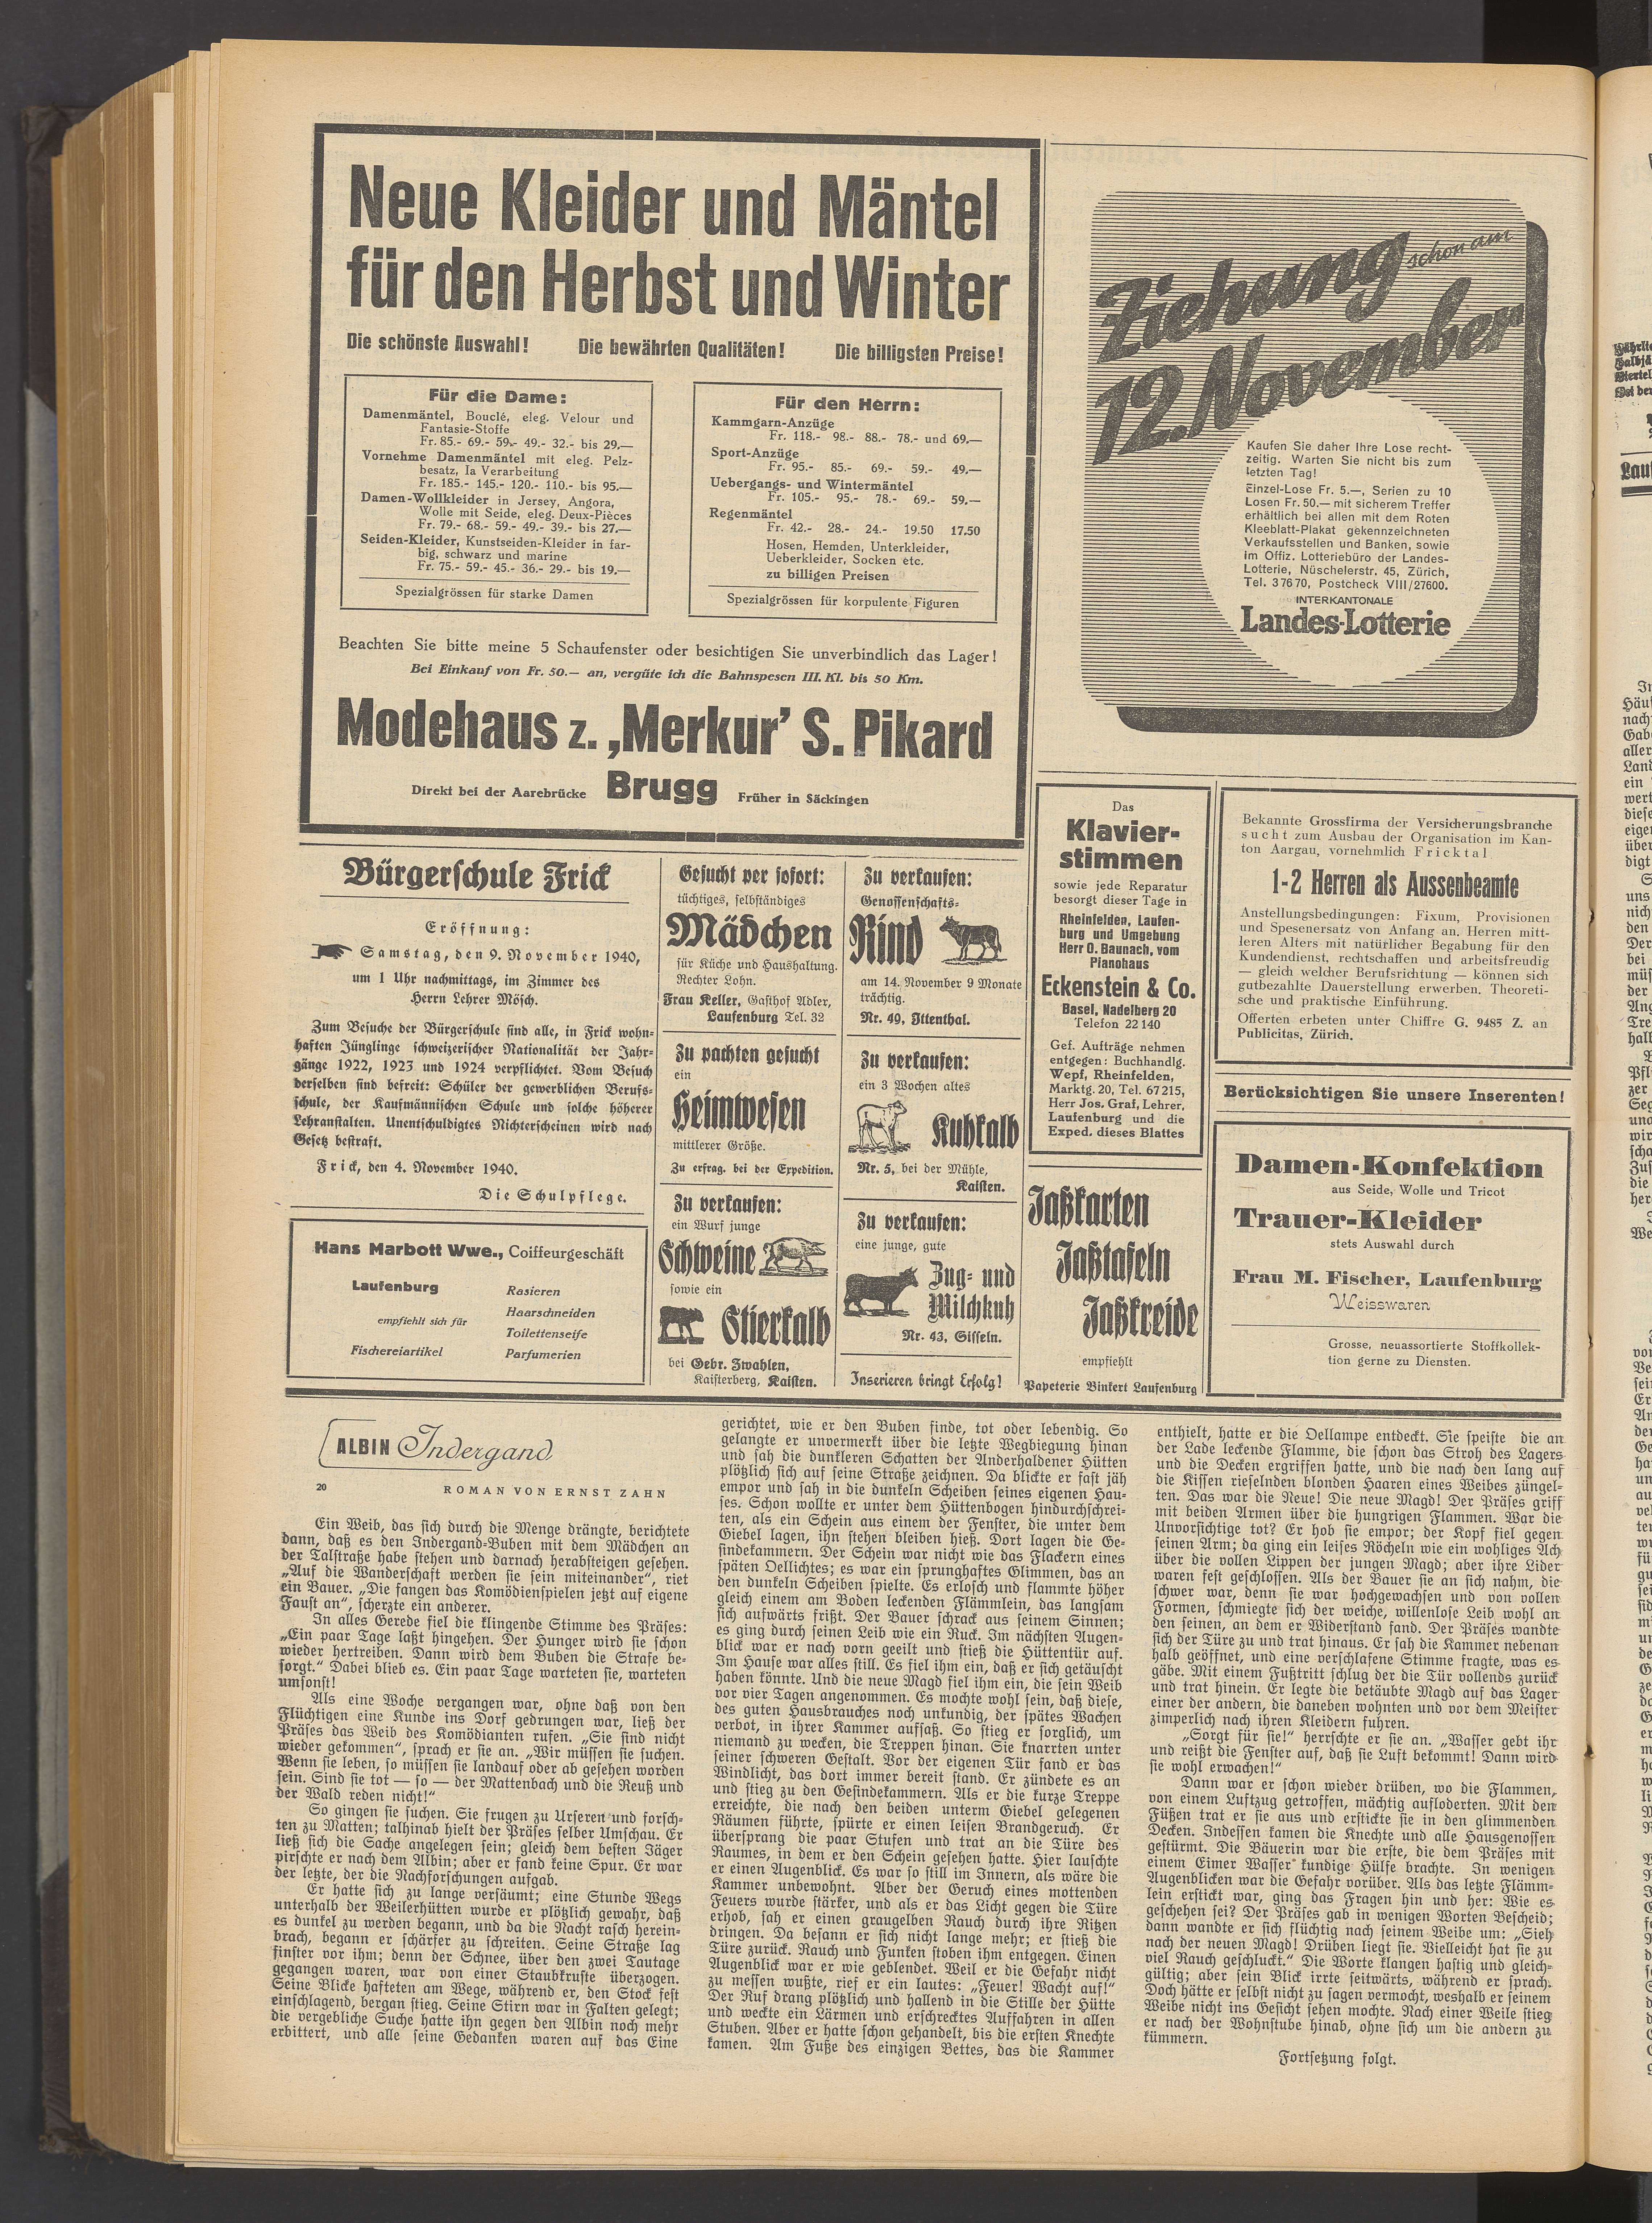 Neue Kleider und Mäntel
für den Herbst und Winter
Die schönste Auswahl! Die bewährten Qualitäten! Die billigsten Preise!
Für die Dame:
Damenmäntel, Bouclé, eleg. Velour und
Fantasie-Stoffe
Fr. 85.- 69.- 59.- 49.- 32.- bis 29.—
Vornehme Damenmäntel mit eleg. Pelz-
besatz, Ia Verarbeitung
Fr. 185.- 145.- 120.- 110.- bis 95.—
Damen-Wollkleider in Jersey, Angora,
Wolle mit Seide, eleg. Deux-Pièces
Fr. 79.- 68.- 59.- 49.- 39.- bis 27.—
Seiden-Kleider, Kunstseiden-Kleider in far-
big, schwarz und marine
Fr. 75.- 59.- 45.- 36.- 29.- bis 19.—
Spezialgrössen für starke Damen
Für den Herrn:
Kammgarn-Anzüge
Fr. 118.- 98.- 88.- 78.- und 69.—
Sport-Anzüge
Fr. 95.- 85.- 69.- 59.- 49.—
Uebergangs- und Wintermäntel
Fr. 105.- 95.- 78.- 69.- 59.—
Regenmäntel
Fr. 42.- 28.- 24.- 19.50 17.50
Hosen, Hemden, Unterkleider,
Ueberkleider, Socken etc.
zu billigen Preisen
Spezialgrössen für korpulente Figuren
Beachten Sie bitte meine 5 Schaufenster oder besichtigen Sie unverbindlich das Lager!
Bei Einkauf von Fr. 50.— an, vergüte ich die Bahnspesen III. Kl. bis 50 Km.
Modehaus z. ‚Merkur’ S. Pikard
Direkt bei der Aarebrücke Brugg Früher in Säckingen
Ziehung schon am
12. November
Kaufen Sie daher Ihre Lose recht-
zeitig. Warten Sie nicht bis zum
letzten Tag!
Einzel-Lose Fr. 5.—, Serien zu 10
Losen Fr. 50.— mit sicherem Treffer
erhältlich bei allen mit dem Roten
Kleeblatt-Plakat gekennzeichneten
Verkaufsstellen und Banken, sowie
im Offiz. Lotteriebüro der Landes-
Lotterie, Nüschelerstr. 45, Zürich,
Tel. 3 76 70, Postcheck VIII/27600.
INTERKANTONALE
Landes-Lotterie
Bürgerschule Frick
Eröffnung:
Samstag, den 9. November 1940,
um 1 Uhr nachmittags, im Zimmer des
Herrn Lehrer Mösch.
Zum Besuche der Bürgerschule sind alle, in Frick wohn-
haften Jünglinge schweizerischer Nationalität der Jahr-
gänge 1922, 1923 und 1924 verpflichtet. Vom Besuch
derselben sind befreit: Schüler der gewerblichen Berufs-
schule, der Kaufmännischen Schule und solche höherer
Lehranstalten. Unentschuldigtes Nichterscheinen wird nach
Gesetz bestraft.
Frick, den 4. November 1940.
Die Schulpflege.
Hans Marbott Wwe., Coiffeurgeschäft
Laufenburg
empfiehlt sich für
Fischereiartikel
Rasieren
Haarschneiden
Toilettenseife
Parfumerien
Gesucht per sofort:
tüchtiges, selbständiges
Mädchen
für Küche und Haushaltung.
Rechter Lohn.
Frau Keller, Gasthof Adler,
Laufenburg Tel. 32
Zu pachten gesucht
ein
Heimwesen
mittlerer Größe.
Zu erfrag. bei der Expedition.
Zu verkaufen:
ein Wurf junge
Schweine
sowie ein
Stierkalb
bei Gebr. Zwahlen,
Kaisterberg, Kaisten.
Zu verkaufen:
Genossenschafts-
Rind
am 14. November 9 Monate
trächtig.
Nr. 49, Ittenthal.
Zu verkaufen:
ein 3 Wochen altes
Kuhkalb
Nr. 5, bei der Mühle,
Kaisten.
Zu verkaufen:
eine junge, gute
Zug- und
Milchkuh
Nr. 43, Sisseln.
Inserieren bringt Erfolg!
Das
Klavier-
stimmen
sowie jede Reparatur
besorgt dieser Tage in
Rheinfelden, Laufen-
burg und Umgebung
Herr O. Baunach, vom
Pianohaus
Eckenstein & Co.
Basel, Nadelberg 20
Telefon 22 140
Gef. Aufträge nehmen
entgegen: Buchhandlg.
Wepf, Rheinfelden,
Marktg. 20, Tel. 67 215,
Herr Jos. Graf, Lehrer,
Laufenburg und die
Exped. dieses Blattes
Jaßkarten
Jaßtafeln
Jaßkreide
empfiehlt
Papeterie Binkert Laufenburg
Bekannte Grossfirma der Versicherungsbranche
sucht zum Ausbau der Organisation im Kan-
ton Aargau, vornehmlich Fricktal
1-2 Herren als Aussenbeamte
Anstellungsbedingungen: Fixum, Provisionen
und Spesenersatz von Anfang an. Herren mitt-
leren Alters mit natürlicher Begabung für den
Kundendienst, rechtschaffen und arbeitsfreudig
— gleich welcher Berufsrichtung — können sich
gutbezahlte Dauerstellung erwerben. Theoreti-
sche und praktische Einführung.
Offerten erbeten unter Chiffre G. 9485 Z. an
Publicitas, Zürich.
Berücksichtigen Sie unsere Inserenten!
Damen-Konfektion
aus Seide, Wolle und Tricot
Trauer-Kleider
stets Auswahl durch
Frau M. Fischer, Laufenburg
Weisswaren
Grosse, neuassortierte Stoffkollek-
tion gerne zu Diensten.
ALBIN Indergand
20 ROMAN VON ERNST ZAHN
Ein Weib, das sich durch die Menge drängte, berichtete
dann, daß es den Indergand-Buben mit dem Mädchen an
der Talstraße habe stehen und darnach herabsteigen gesehen.
„Auf die Wanderschaft werden sie sein miteinander“, riet
ein Bauer. „Die fangen das Komödienspielen jetzt auf eigene
Faust an“, scherzte ein anderer.
In alles Gerede fiel die klingende Stimme des Präses:
„Ein paar Tage laßt hingehen. Der Hunger wird sie schon
wieder hertreiben. Dann wird dem Buben die Strafe be-
sorgt.“ Dabei blieb es. Ein paar Tage warteten sie, warteten
umsonst!
Als eine Woche vergangen war, ohne daß von den
Flüchtigen eine Kunde ins Dorf gedrungen war, ließ der
Präses das Weib des Komödianten rufen. „Sie sind nicht
wieder gekommen“, sprach er sie an. „Wir müssen sie suchen.
Wenn sie leben, so müssen sie landauf oder ab gesehen worden
sein. Sind sie tot — so — der Mattenbach und die Reuß und
der Wald reden nicht!“
So gingen sie suchen. Sie frugen zu Urseren und forsch-
ten zu Matten; talhinab hielt der Präses selber Umschau. Er
ließ sich die Sache angelegen sein; gleich dem besten Jäger
pirschte er nach dem Albin; aber er fand keine Spur. Er war
der letzte, der die Nachforschungen aufgab.
Er hatte sich zu lange versäumt; eine Stunde Wegs
unterhalb der Weilerhütten wurde er plötzlich gewahr, daß
es dunkel zu werden begann, und da die Nacht rasch herein-
brach, begann er schärfer zu schreiten. Seine Straße lag
finster vor ihm; denn der Schnee, über den zwei Tautage
gegangen waren, war von einer Staubkruste überzogen.
Seine Blicke hafteten am Wege, während er, den Stock fest
einschlagend, bergan stieg. Seine Stirn war in Falten gelegt;
die vergebliche Suche hatte ihn gegen den Albin noch mehr
erbittert, und alle seine Gedanken waren auf das Eine
gerichtet, wie er den Buben finde, tot oder lebendig. So
gelangte er unvermerkt über die letzte Wegbiegung hinan
und sah die dunkleren Schatten der Anderhaldener Hütten
plötzlich sich auf seine Straße zeichnen. Da blickte er fast jäh
empor und sah in die dunkeln Scheiben seines eigenen Hau-
ses. Schon wollte er unter dem Hüttenbogen hindurchschrei-
ten, als ein Schein aus einem der Fenster, die unter dem
Giebel lagen, ihn stehen bleiben hieß. Dort lagen die Ge-
sindekammern. Der Schein war nicht wie das Flackern eines
späten Oellichtes; es war ein sprunghaftes Glimmen, das an
den dunkeln Scheiben spielte. Es erlosch und flammte höher
gleich einem am Boden leckenden Flämmlein, das langsam
sich aufwärts frißt. Der Bauer schrack aus seinem Sinnen;
es ging durch seinen Leib wie ein Ruck. Im nächsten Augen-
blick war er nach vorn geeilt und stieß die Hüttentür auf.
Im Hause war alles still. Es fiel ihm ein, daß er sich getäuscht
haben könnte. Und die neue Magd fiel ihm ein, die sein Weib
vor vier Tagen angenommen. Es mochte wohl sein, daß diese,
des guten Hausbrauches noch unkundig, der spätes Wachen
verbot, in ihrer Kammer aufsaß. So stieg er sorglich, um
niemand zu wecken, die Treppen hinan. Sie knarrten unter
seiner schweren Gestalt. Vor der eigenen Tür fand er das
Windlicht, das dort immer bereit stand. Er zündete es an
und stieg zu den Gesindekammern. Als er die kurze Treppe
erreichte, die nach den beiden unterm Giebel gelegenen
Räumen führte, spürte er einen leisen Brandgeruch. Er
übersprang die paar Stufen und trat an die Türe des
Raumes, in dem er den Schein gesehen hatte. Hier lauschte
er einen Augenblick. Es war so still im Innern, als wäre die
Kammer unbewohnt. Aber der Geruch eines mottenden
Feuers wurde stärker, und als er das Licht gegen die Türe
erhob, sah er einen graugelben Rauch durch ihre Ritzen
dringen. Da besann er sich nicht lange mehr; er stieß die
Türe zurück. Rauch und Funken stoben ihm entgegen. Einen
Augenblick war er wie geblendet. Weil er die Gefahr nicht
zu messen wußte, rief er ein lautes: „Feuer! Wacht auf!“
Der Ruf drang plötzlich und hallend in die Stille der Hütte
und weckte ein Lärmen und erschrecktes Auffahren in allen
Stuben. Aber er hatte schon gehandelt, bis die ersten Knechte
kamen. Am Fuße des einzigen Bettes, das die Kammer
enthielt, hatte er die Oellampe entdeckt. Sie speiste die an
der Lade leckende Flamme, die schon das Stroh des Lagers
und die Decken ergriffen hatte, und die nach den lang auf
die Kissen rieselnden blonden Haaren eines Weibes züngel-
ten. Das war die Neue! Die neue Magd! Der Präses griff
mit beiden Armen über die hungrigen Flammen. War die
Unvorsichtige tot? Er hob sie empor; der Kopf fiel gegen
seinen Arm; da ging ein leises Röcheln wie ein wohliges Ach
über die vollen Lippen der jungen Magd; aber ihre Lider
waren fest geschlossen. Als der Bauer sie an sich nahm, die
schwer war, denn sie war hochgewachsen und von vollen
Formen, schmiegte sich der weiche, willenlose Leib wohl an
den seinen, an dem er Widerstand fand. Der Präses wandte
sich der Türe zu und trat hinaus. Er sah die Kammer nebenan
halb geöffnet, und eine verschlafene Stimme fragte, was es
gäbe. Mit einem Fußtritt schlug der die Tür vollends zurück
und trat hinein. Er legte die betäubte Magd auf das Lager
einer der andern, die daneben wohnten und vor dem Meister
zimperlich nach ihren Kleidern fuhren.
„Sorgt für sie!“ herrschte er sie an. „Wasser gebt ihr
und reißt die Fenster auf, daß sie Luft bekommt! Dann wird
sie wohl erwachen!“
Dann war er schon wieder drüben, wo die Flammen,
von einem Luftzug getroffen, mächtig aufloderten. Mit den
Füßen trat er sie aus und erstickte sie in den glimmenden
Decken. Indessen kamen die Knechte und alle Hausgenossen
gestürmt. Die Bäuerin war die erste, die dem Präses mit
einem Eimer Wasser kundige Hülfe brachte. In wenigen
Augenblicken war die Gefahr vorüber. Als das letzte Flämm-
lein erstickt war, ging das Fragen hin und her: Wie es
geschehen sei? Der Präses gab in wenigen Worten Bescheid;
dann wandte er sich flüchtig nach seinem Weibe um: „Sieh
nach der neuen Magd! Drüben liegt sie. Vielleicht hat sie zu
viel Rauch geschluckt.“ Die Worte klangen hastig und gleich-
gültig; aber sein Blick irrte seitwärts, während er sprach.
Doch hätte er selbst nicht zu sagen vermocht, weshalb er seinem
Weibe nicht ins Gesicht sehen mochte. Nach einer Weile stieg
er nach der Wohnstube hinab, ohne sich um die andern zu
kümmern.
Fortsetzung folgt.